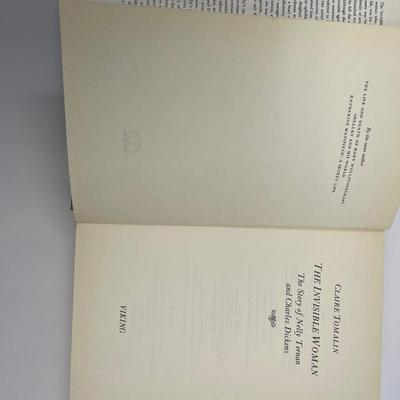 By the same author
THE LIFE AND DEATH OF MARY WOLLSTONECRAFT
SHELLEY AND HIS WORLD
KATHERINE MANSFIELD: A SECRET LIFE
CLAIRE TOMALIN
THE INVISIBLE WOMAN
The Story of Nelly Ternan
and Charles Dickens
VIKING